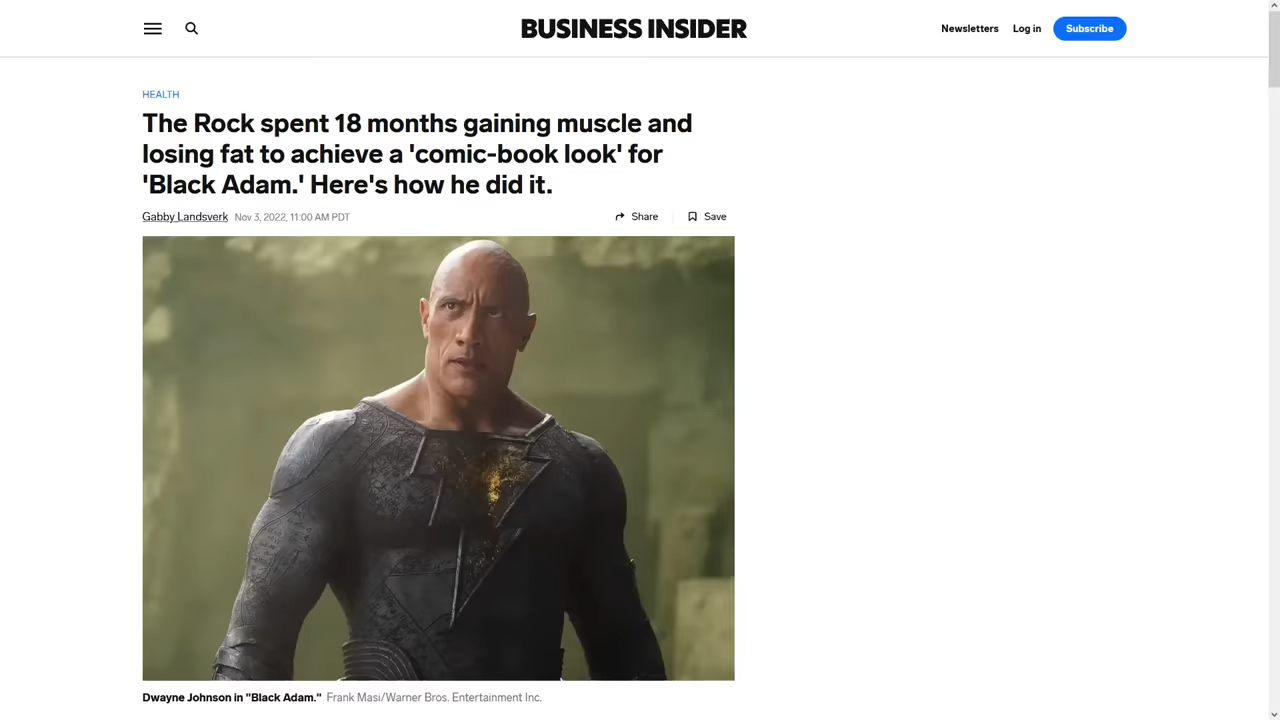 BUSINESS INSIDER
Newsletters Log in Subscribe
HEALTH
The Rock spent 18 months gaining muscle and
losing fat to achieve a 'comic-book look' for
'Black Adam.' Here's how he did it.
Gabby Landsverk Nov 3, 2022, 11:00 AM PDT
Share Save
Dwayne Johnson in "Black Adam." Frank Masi/Warner Bros. Entertainment Inc.